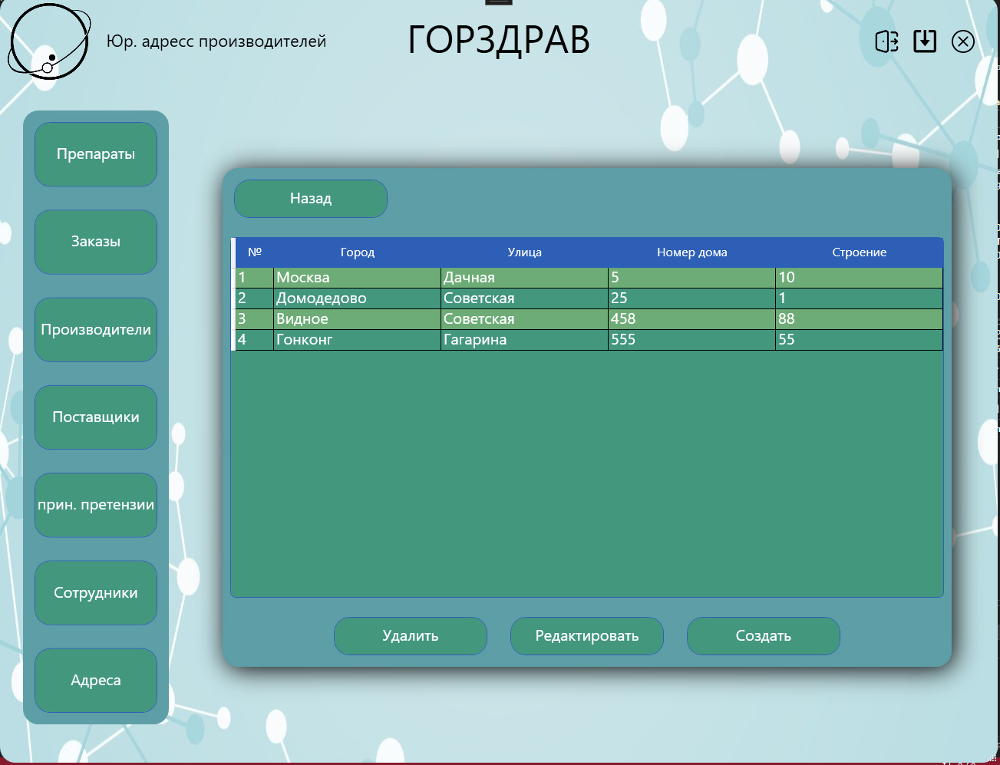 Юр. адресс производителей
ГОРЗДРАВ
Препараты
Заказы
Производители
Поставщики
прин. претензии
Сотрудники
Адреса
Назад
№ Город Улица Номер дома Строение
1 Москва Дачная 5 10
2 Домодедово Советская 25 1
3 Видное Советская 458 88
4 Гонконг Гагарина 555 55
Удалить Редактировать Создать